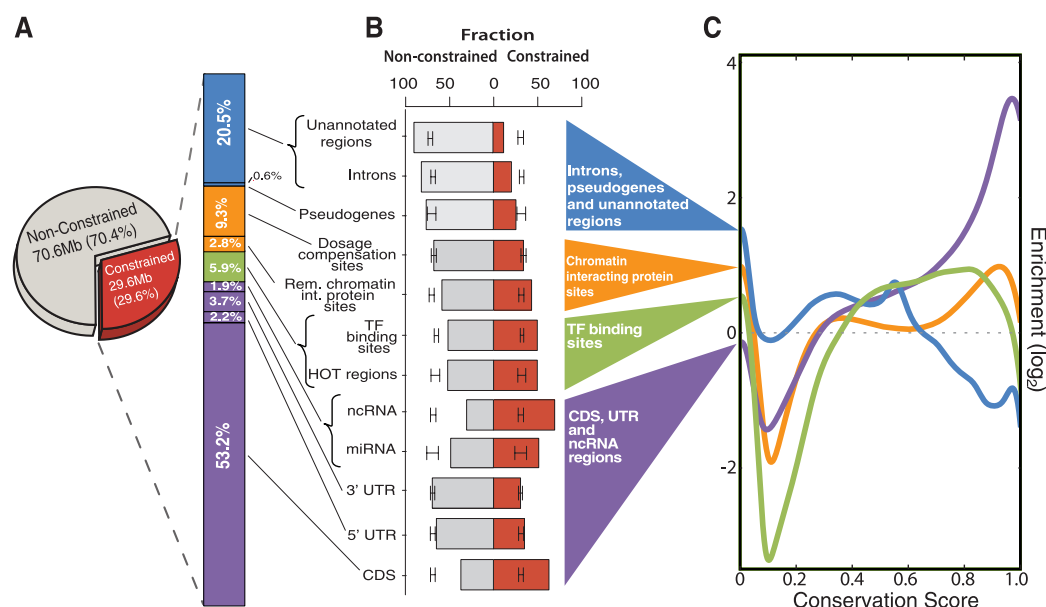 A
Non-Constrained
70.6Mb (70.4%)
Constrained
29.6Mb
(29.6%)
20.5%
0.6%
9.3%
2.8%
5.9%
1.9%
3.7%
2.2%
53.2%
B
Fraction
Non-constrained Constrained
100 50 0 50 100
Unannotated
regions
Introns
Pseudogenes
Dosage
compensation
sites
Rem. chromatin
int. protein
sites
TF
binding
sites
HOT regions
ncRNA
miRNA
3' UTR
5' UTR
CDS
Introns,
pseudogenes
and unannotated
regions
Chromatin
interacting protein
sites
TF binding
sites
CDS, UTR
and
ncRNA
regions
C
4
2
0
-2
0 0.2 0.4 0.6 0.8 1.0
Conservation Score
Enrichment (log2)